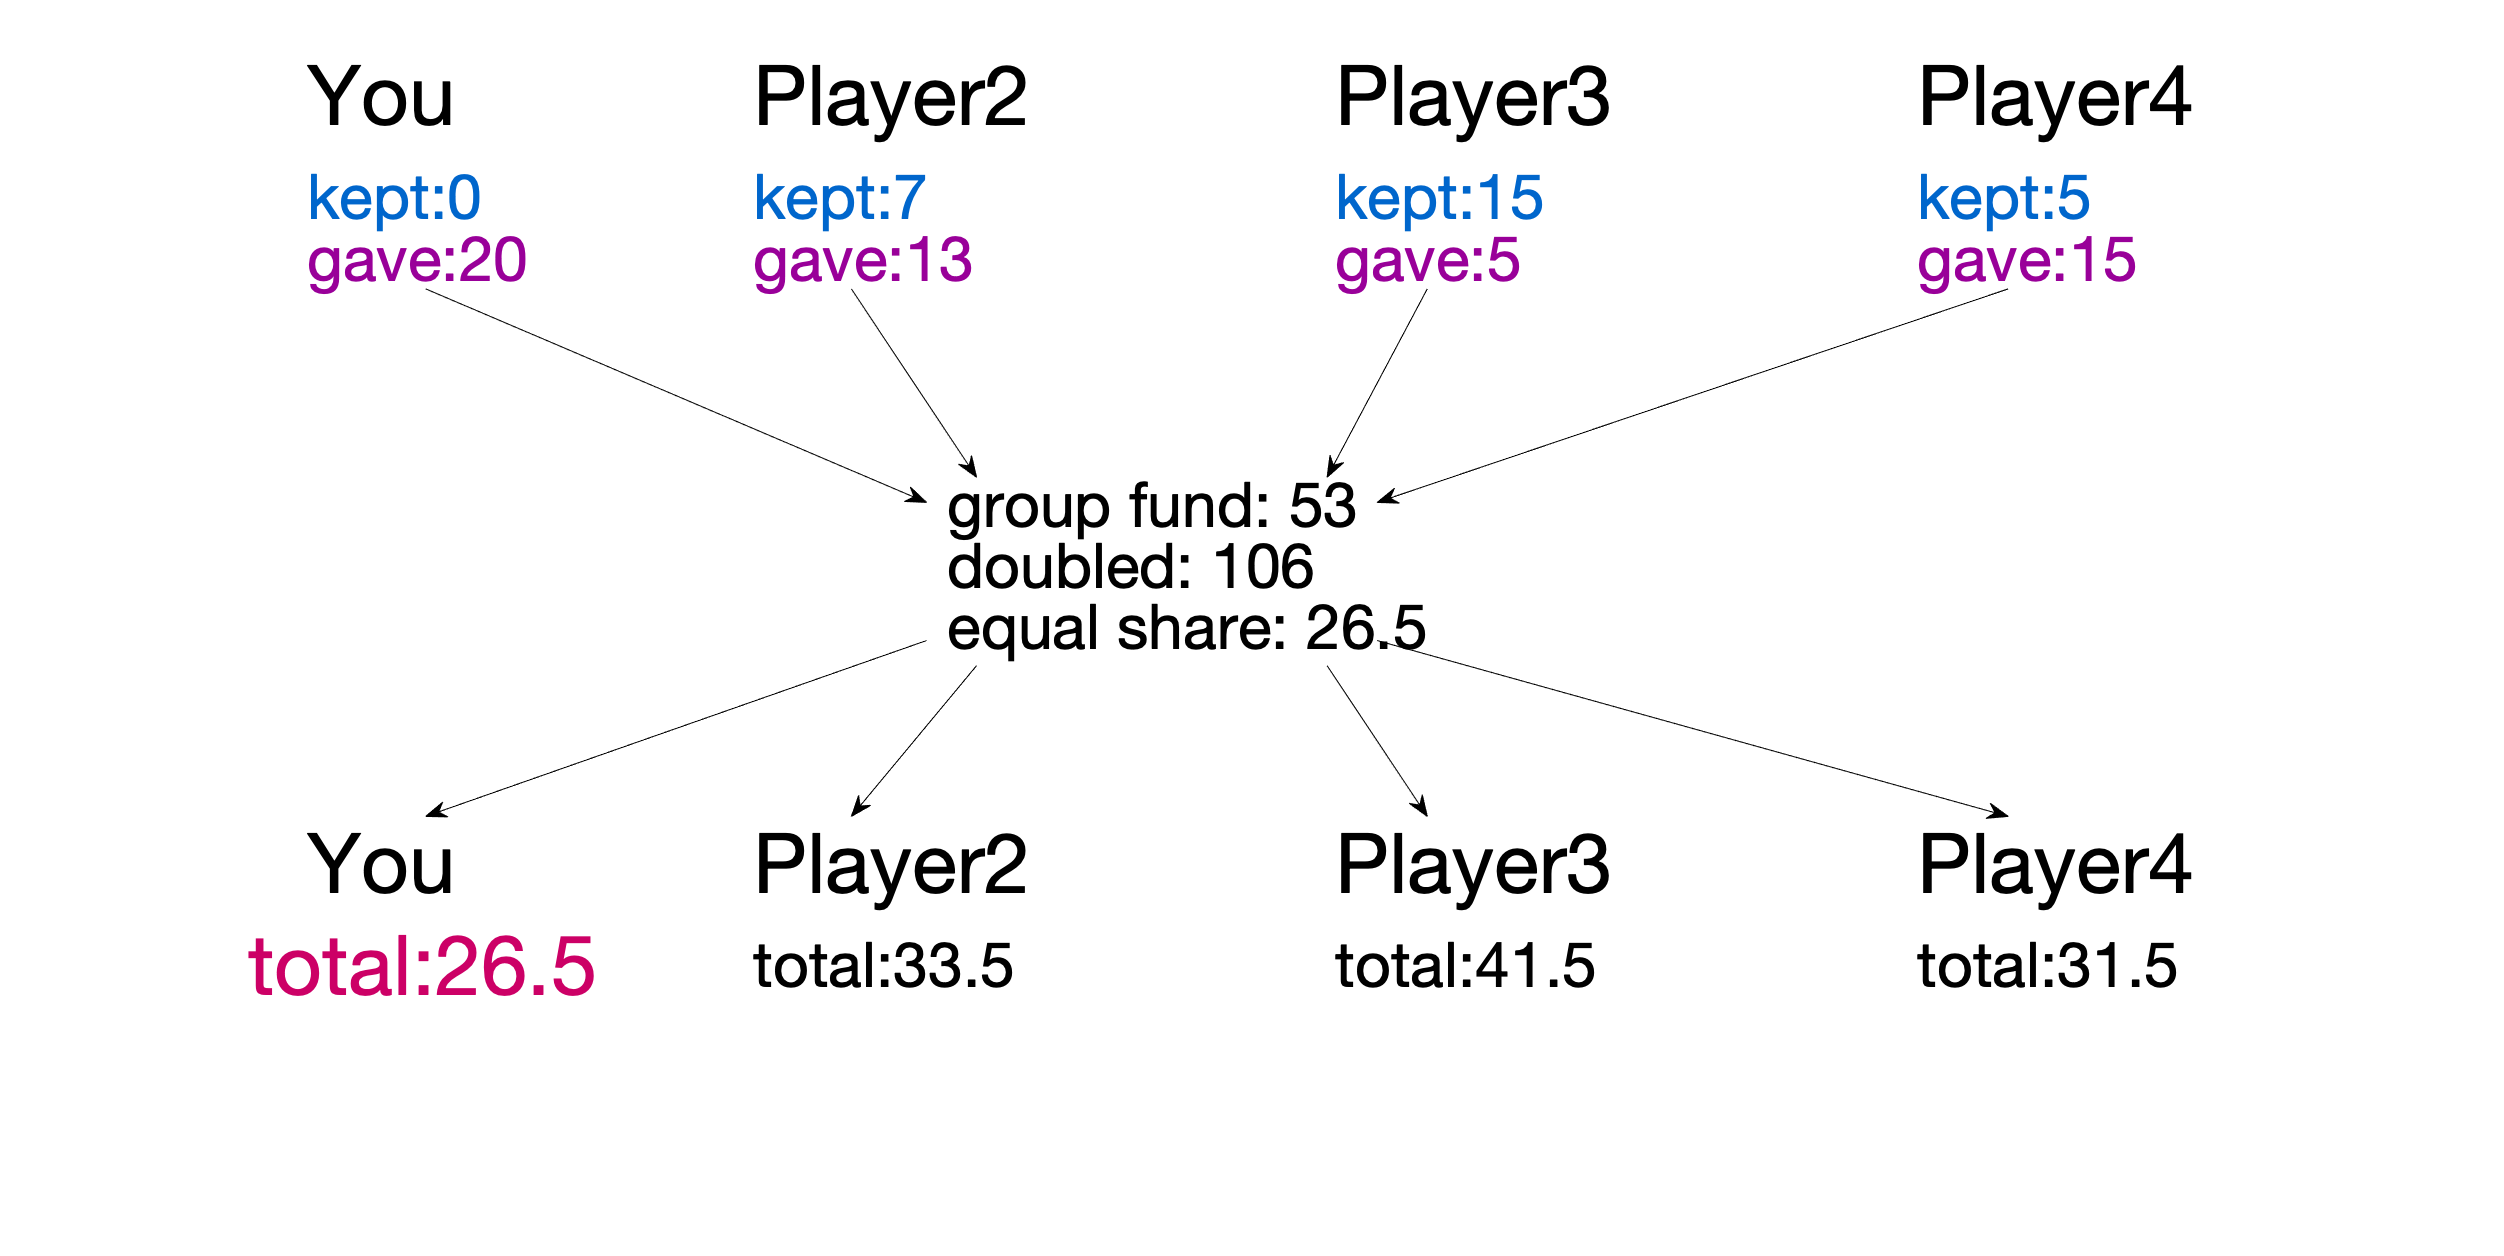 You Player2 Player3 Player4
kept:0 kept:7 kept:15 kept:5
gave:20 gave:13 gave:5 gave:15
group fund: 53
doubled: 106
equal share: 26.5
You Player2 Player3 Player4
total:26.5 total:33.5 total:41.5 total:31.5